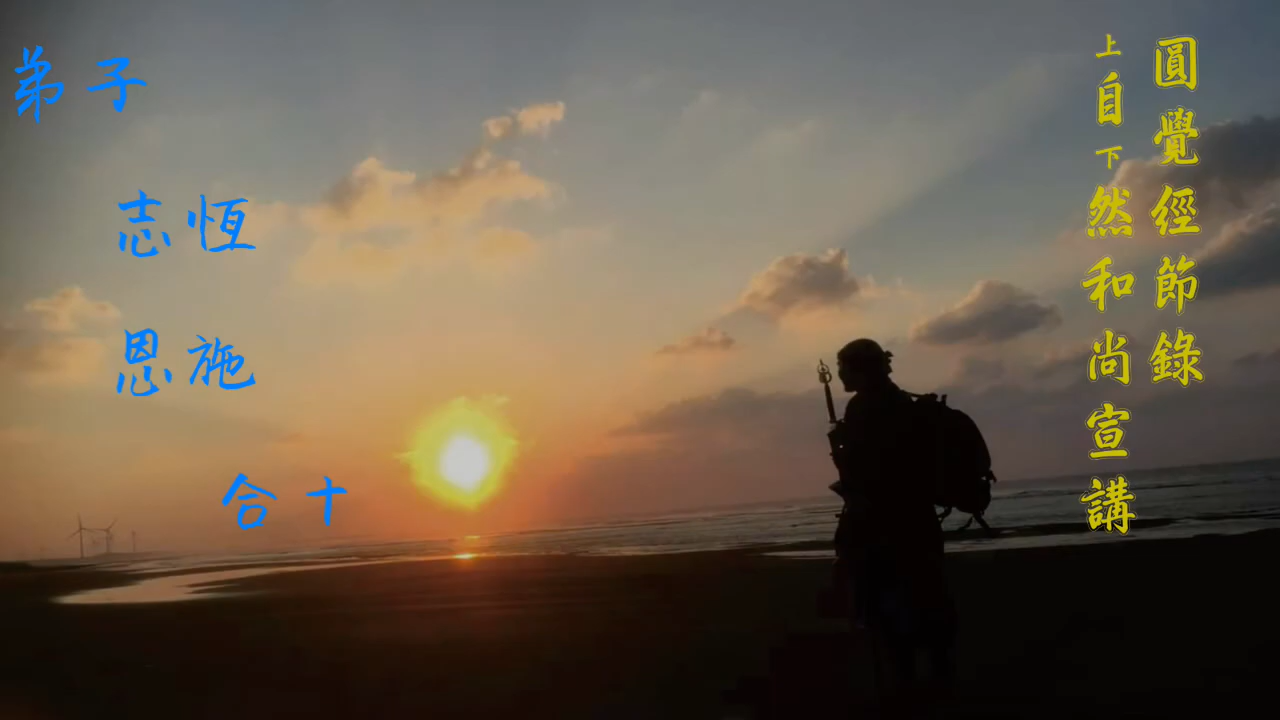 圓覺經節錄
上自下然和尚宣講
弟子
志恆
恩施
合十